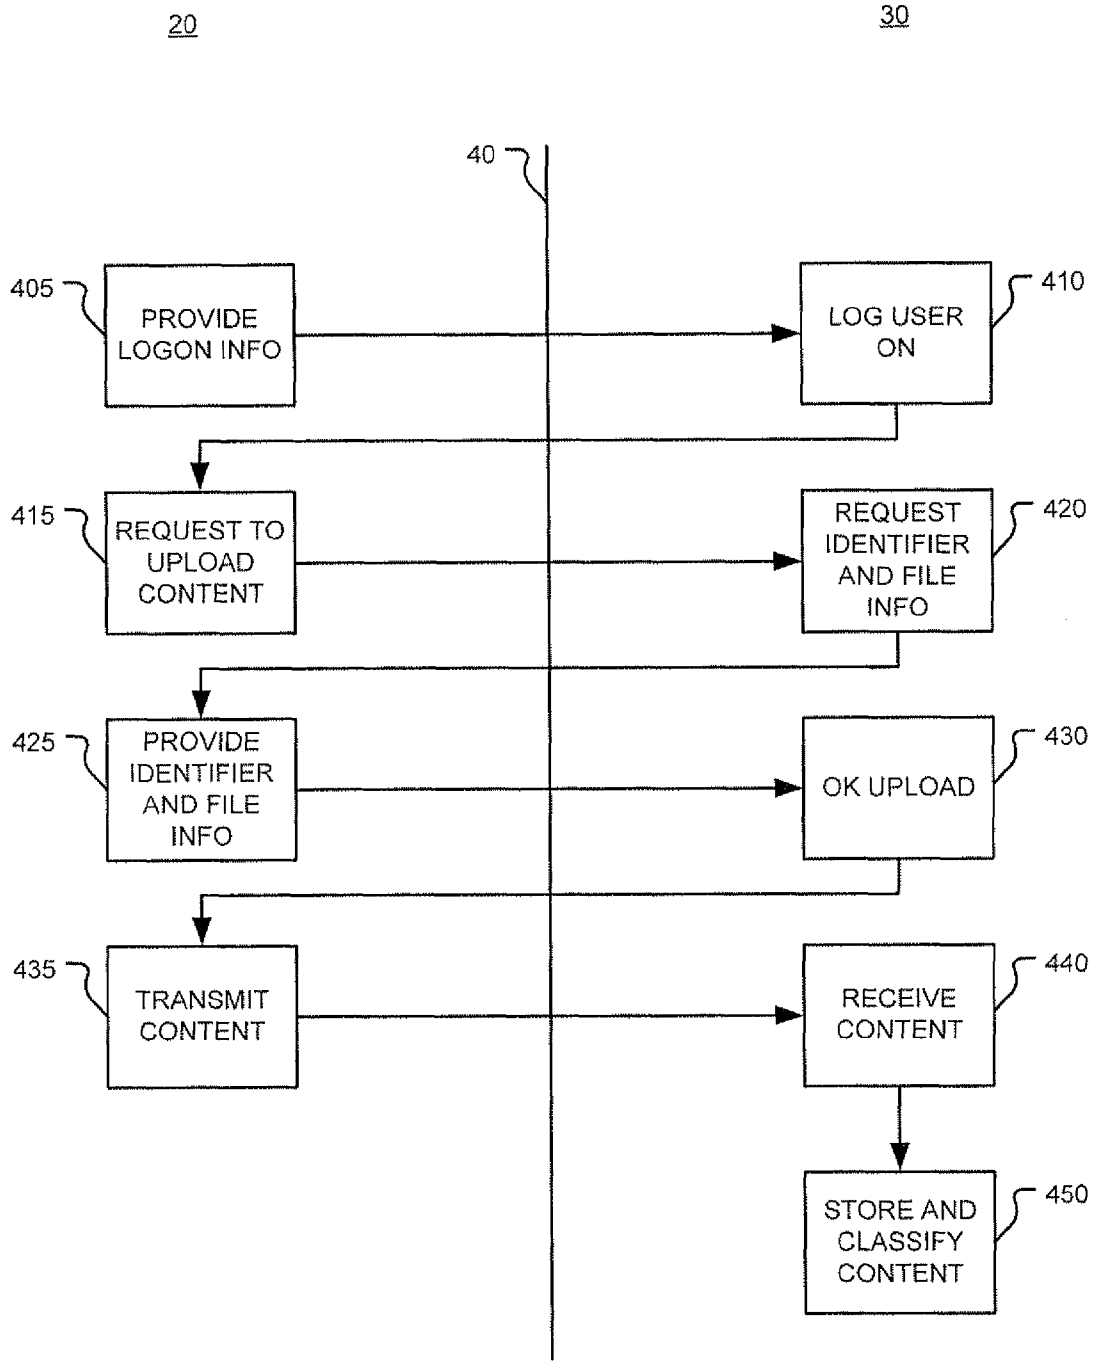 20
30
40
405
PROVIDE
LOGON INFO
LOG USER
ON
410
415
REQUEST TO
UPLOAD
CONTENT
REQUEST
IDENTIFIER
AND FILE
INFO
420
425
PROVIDE
IDENTIFIER
AND FILE
INFO
OK UPLOAD
430
435
TRANSMIT
CONTENT
RECEIVE
CONTENT
440
STORE AND
CLASSIFY
CONTENT
450